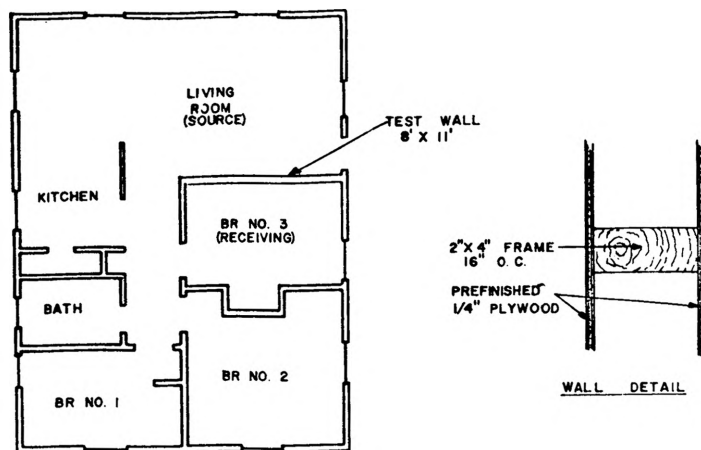 LIVING
ROOM
(SOURCE)
TEST WALL
8' X 11'
KITCHEN
BR NO. 3
(RECEIVING)
2"X 4" FRAME
16" O. C.
BATH
PREFINISHED
1/4" PLYWOOD
BR NO. 2
WALL DETAIL
BR NO. 1